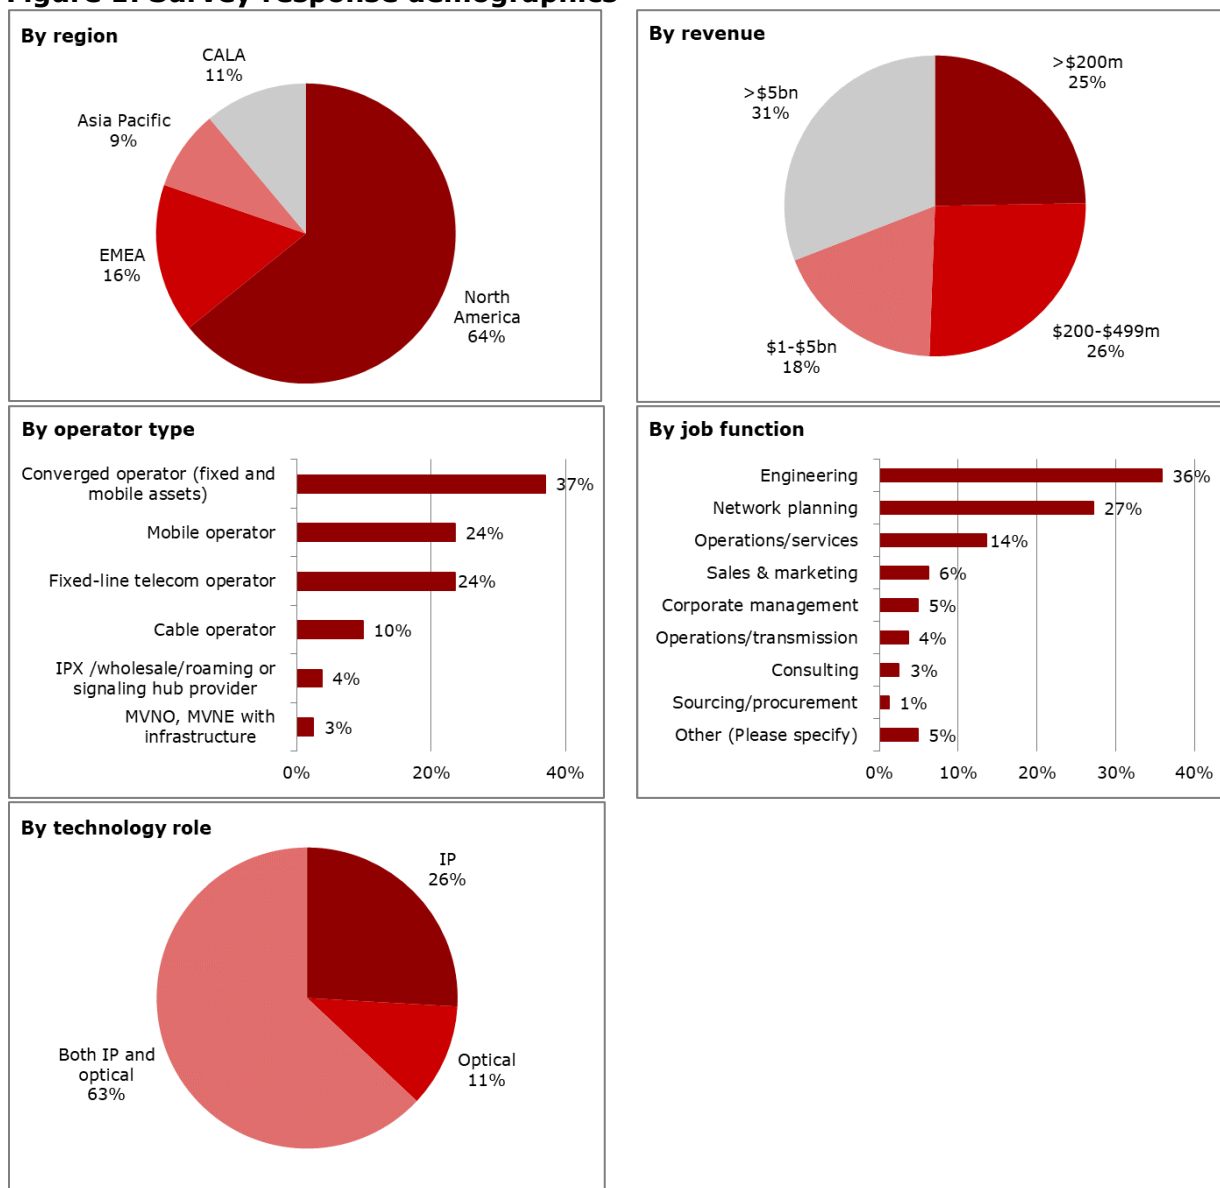 Figure 1: Survey response demographics
By region
CALA
11%
Asia Pacific
9%
EMEA
16%
North
America
64%
By revenue
>$200m
25%
>$5bn
31%
$200-$499m
26%
$1-$5bn
18%
By operator type
Converged operator (fixed and
mobile assets)
37%
Mobile operator
24%
Fixed-line telecom operator
24%
Cable operator
10%
IPX /wholesale/roaming or
signaling hub provider
4%
MVNO, MVNE with
infrastructure
3%
0% 20% 40%
By job function
Engineering
36%
Network planning
27%
Operations/services
14%
Sales & marketing
6%
Corporate management
5%
Operations/transmission
4%
Consulting
3%
Sourcing/procurement
1%
Other (Please specify)
5%
0% 10% 20% 30% 40%
By technology role
IP
26%
Optical
11%
Both IP and
optical
63%